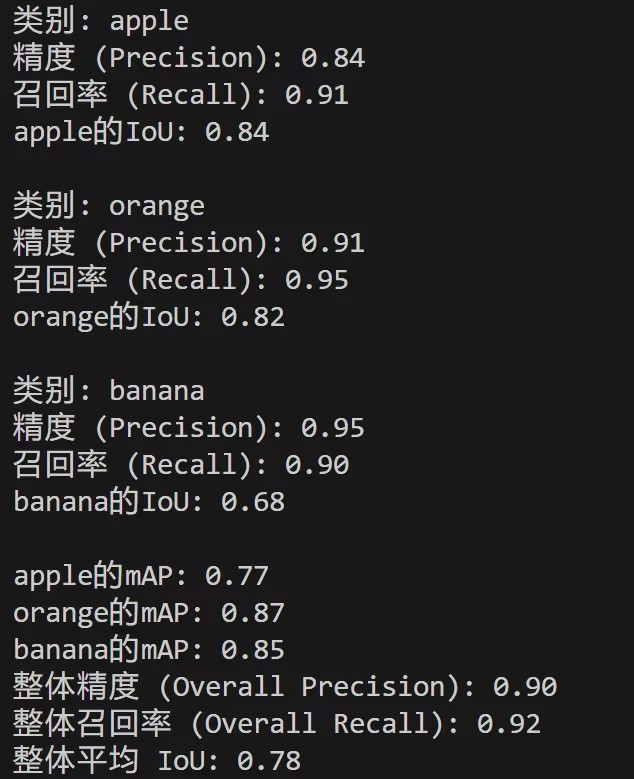 类别: apple
精度 (Precision): 0.84
召回率 (Recall): 0.91
apple的IoU: 0.84
类别: orange
精度 (Precision): 0.91
召回率 (Recall): 0.95
orange的IoU: 0.82
类别: banana
精度 (Precision): 0.95
召回率 (Recall): 0.90
banana的IoU: 0.68
apple的mAP: 0.77
orange的mAP: 0.87
banana的mAP: 0.85
整体精度 (Overall Precision): 0.90
整体召回率 (Overall Recall): 0.92
整体平均 IoU: 0.78